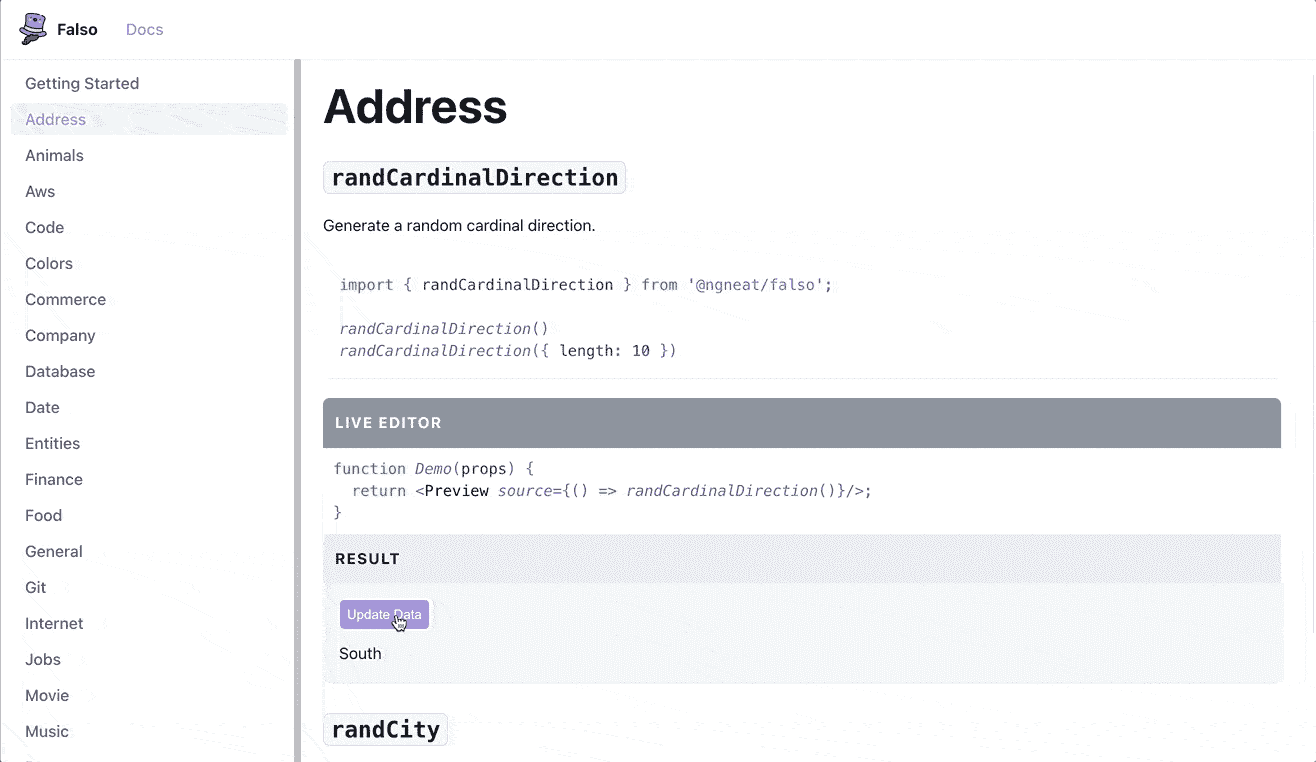 Falso Docs
Getting Started
Address
Animals
Aws
Code
Colors
Commerce
Company
Database
Date
Entities
Finance
Food
General
Git
Internet
Jobs
Movie
Music
Address
randCardinalDirection
Generate a random cardinal direction.
import { randCardinalDirection } from '@ngneat/falso';
randCardinalDirection()
randCardinalDirection({ length: 10 })
LIVE EDITOR
function Demo(props) {
  return <Preview source={() => randCardinalDirection()}/>;
}
RESULT
Update Data
South
randCity